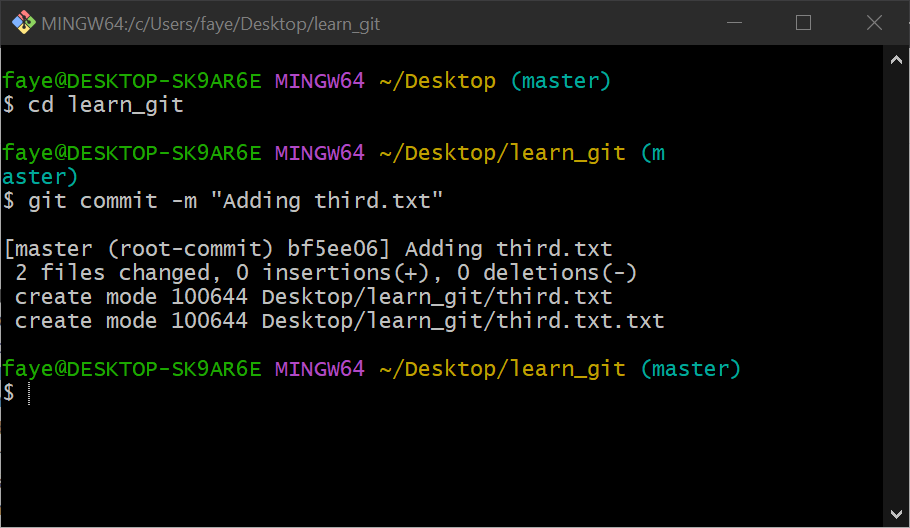 MINGW64:/c/Users/faye/Desktop/learn_git
faye@DESKTOP-SK9AR6E MINGW64 ~/Desktop (master)
$ cd learn_git
faye@DESKTOP-SK9AR6E MINGW64 ~/Desktop/learn_git (m
aster)
$ git commit -m "Adding third.txt"
[master (root-commit) bf5ee06] Adding third.txt
 2 files changed, 0 insertions(+), 0 deletions(-)
 create mode 100644 Desktop/learn_git/third.txt
 create mode 100644 Desktop/learn_git/third.txt.txt
faye@DESKTOP-SK9AR6E MINGW64 ~/Desktop/learn_git (master)
$